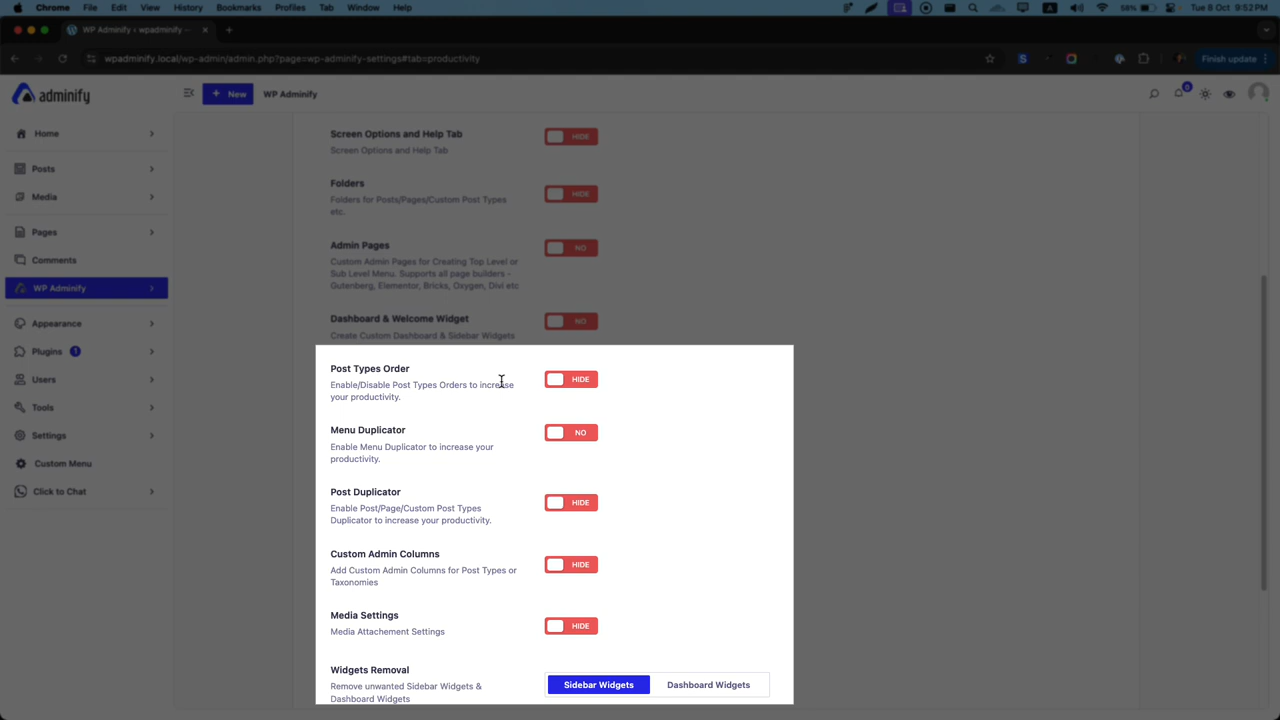 Chrome File Edit View History Bookmarks Profiles Tab Window Help
A 58% Tue 8 Oct 9:52 PM
WP Adminify ‹ wpadminify —
wpadminify.local/wp-admin/admin.php?page=wp-adminify-settings#tab=productivity
Finish update
adminify
New
WP Adminify
Home
Posts
Media
Pages
Comments
WP Adminify
Appearance
Plugins 1
Users
Tools
Settings
Custom Menu
Click to Chat
Screen Options and Help Tab
HIDE
Screen Options and Help Tab
Folders
HIDE
Folders for Posts/Pages/Custom Post Types
etc.
Admin Pages
NO
Custom Admin Pages for Creating Top Level or
Sub Level Menu. Supports all page builders -
Gutenberg, Elementor, Bricks, Oxygen, Divi etc
Dashboard & Welcome Widget
NO
Create Custom Dashboard & Sidebar Widgets
Post Types Order
HIDE
Enable/Disable Post Types Orders to increase
your productivity.
Menu Duplicator
NO
Enable Menu Duplicator to increase your
productivity.
Post Duplicator
HIDE
Enable Post/Page/Custom Post Types
Duplicator to increase your productivity.
Custom Admin Columns
HIDE
Add Custom Admin Columns for Post Types or
Taxonomies
Media Settings
HIDE
Media Attachement Settings
Widgets Removal
Sidebar Widgets Dashboard Widgets
Remove unwanted Sidebar Widgets &
Dashboard Widgets